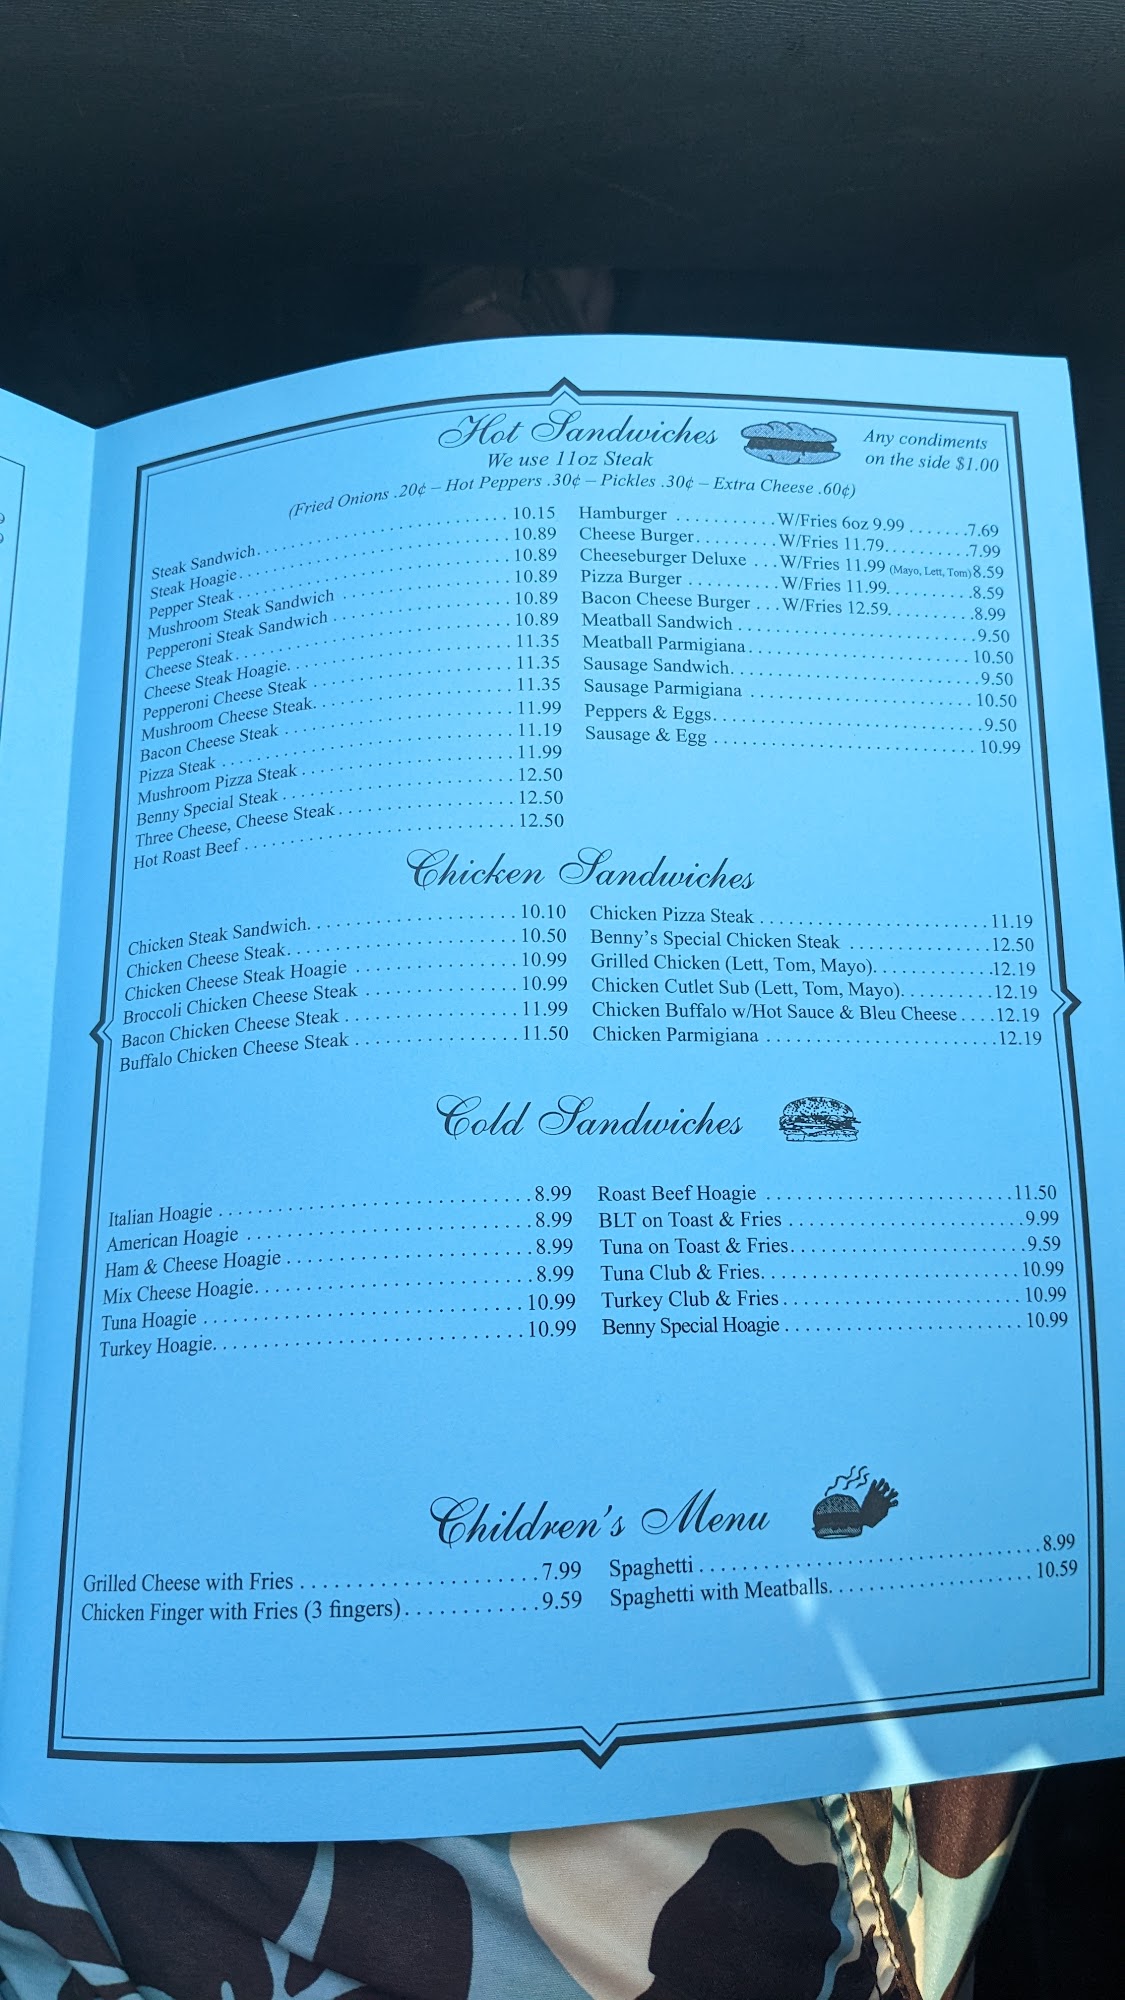 Hot Sandwiches
We use 11oz Steak
Any condiments
on the side $1.00
(Fried Onions .20¢ – Hot Peppers .30¢ – Pickles .30¢ – Extra Cheese .60¢)
Steak Sandwich 10.15
Steak Hoagie 10.89
Pepper Steak 10.89
Mushroom Steak Sandwich 10.89
Pepperoni Steak Sandwich 10.89
Cheese Steak 10.89
Cheese Steak Hoagie 11.35
Pepperoni Cheese Steak 11.35
Mushroom Cheese Steak 11.35
Bacon Cheese Steak 11.99
Pizza Steak 11.19
Mushroom Pizza Steak 11.99
Benny Special Steak 12.50
Three Cheese, Cheese Steak 12.50
Hot Roast Beef 12.50
Hamburger W/Fries 6oz 9.99 7.69
Cheese Burger W/Fries 11.79 7.99
Cheeseburger Deluxe W/Fries 11.99 (Mayo, Lett, Tom) 8.59
Pizza Burger W/Fries 11.99 8.59
Bacon Cheese Burger W/Fries 12.59 8.99
Meatball Sandwich 9.50
Meatball Parmigiana 10.50
Sausage Sandwich 9.50
Sausage Parmigiana 10.50
Peppers & Eggs 9.50
Sausage & Egg 10.99
Chicken Sandwiches
Chicken Steak Sandwich 10.10
Chicken Cheese Steak 10.50
Chicken Cheese Steak Hoagie 10.99
Broccoli Chicken Cheese Steak 10.99
Bacon Chicken Cheese Steak 11.99
Buffalo Chicken Cheese Steak 11.50
Chicken Pizza Steak 11.19
Benny's Special Chicken Steak 12.50
Grilled Chicken (Lett, Tom, Mayo) 12.19
Chicken Cutlet Sub (Lett, Tom, Mayo) 12.19
Chicken Buffalo w/Hot Sauce & Bleu Cheese 12.19
Chicken Parmigiana 12.19
Cold Sandwiches
Italian Hoagie 8.99
American Hoagie 8.99
Ham & Cheese Hoagie 8.99
Mix Cheese Hoagie 8.99
Tuna Hoagie 10.99
Turkey Hoagie 10.99
Roast Beef Hoagie 11.50
BLT on Toast & Fries 9.99
Tuna on Toast & Fries 9.59
Tuna Club & Fries 10.99
Turkey Club & Fries 10.99
Benny Special Hoagie 10.99
Children's Menu
Grilled Cheese with Fries 7.99
Chicken Finger with Fries (3 fingers) 9.59
Spaghetti 8.99
Spaghetti with Meatballs 10.59